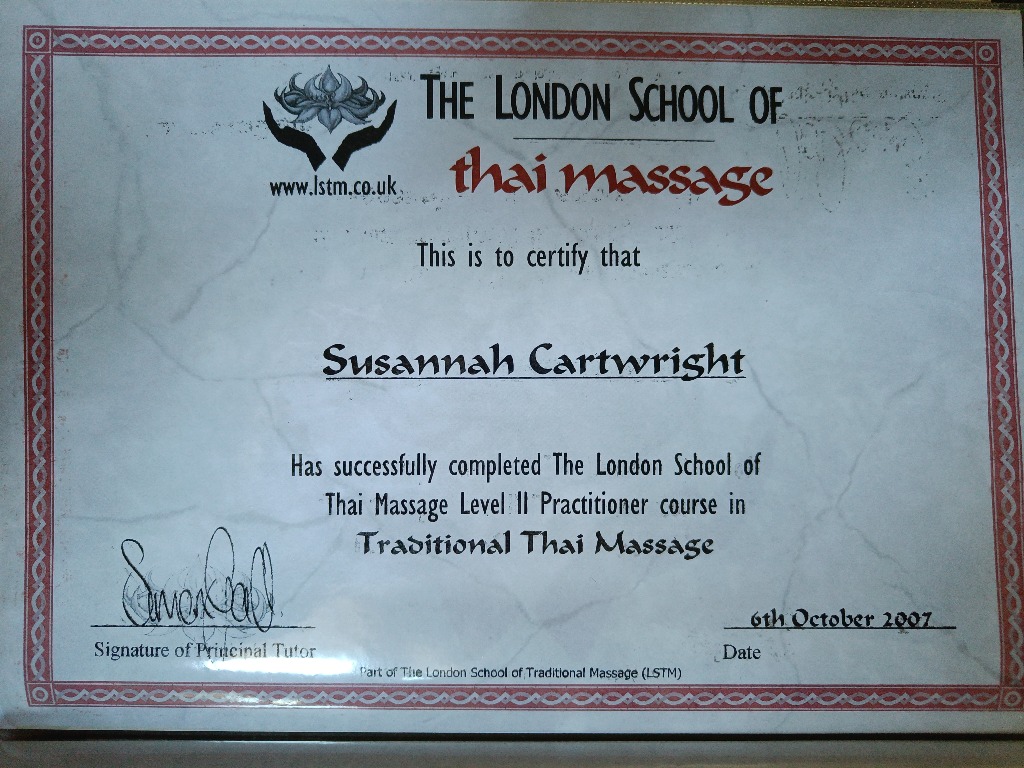 THE LONDON SCHOOL OF
thai massage
www.lstm.co.uk
This is to certify that
Susannah Cartwright
Has successfully completed The London School of
Thai Massage Level II Practitioner course in
Traditional Thai Massage
6th October 2007
Signature of Principal Tutor
Date
Part of The London School of Traditional Massage (LSTM)